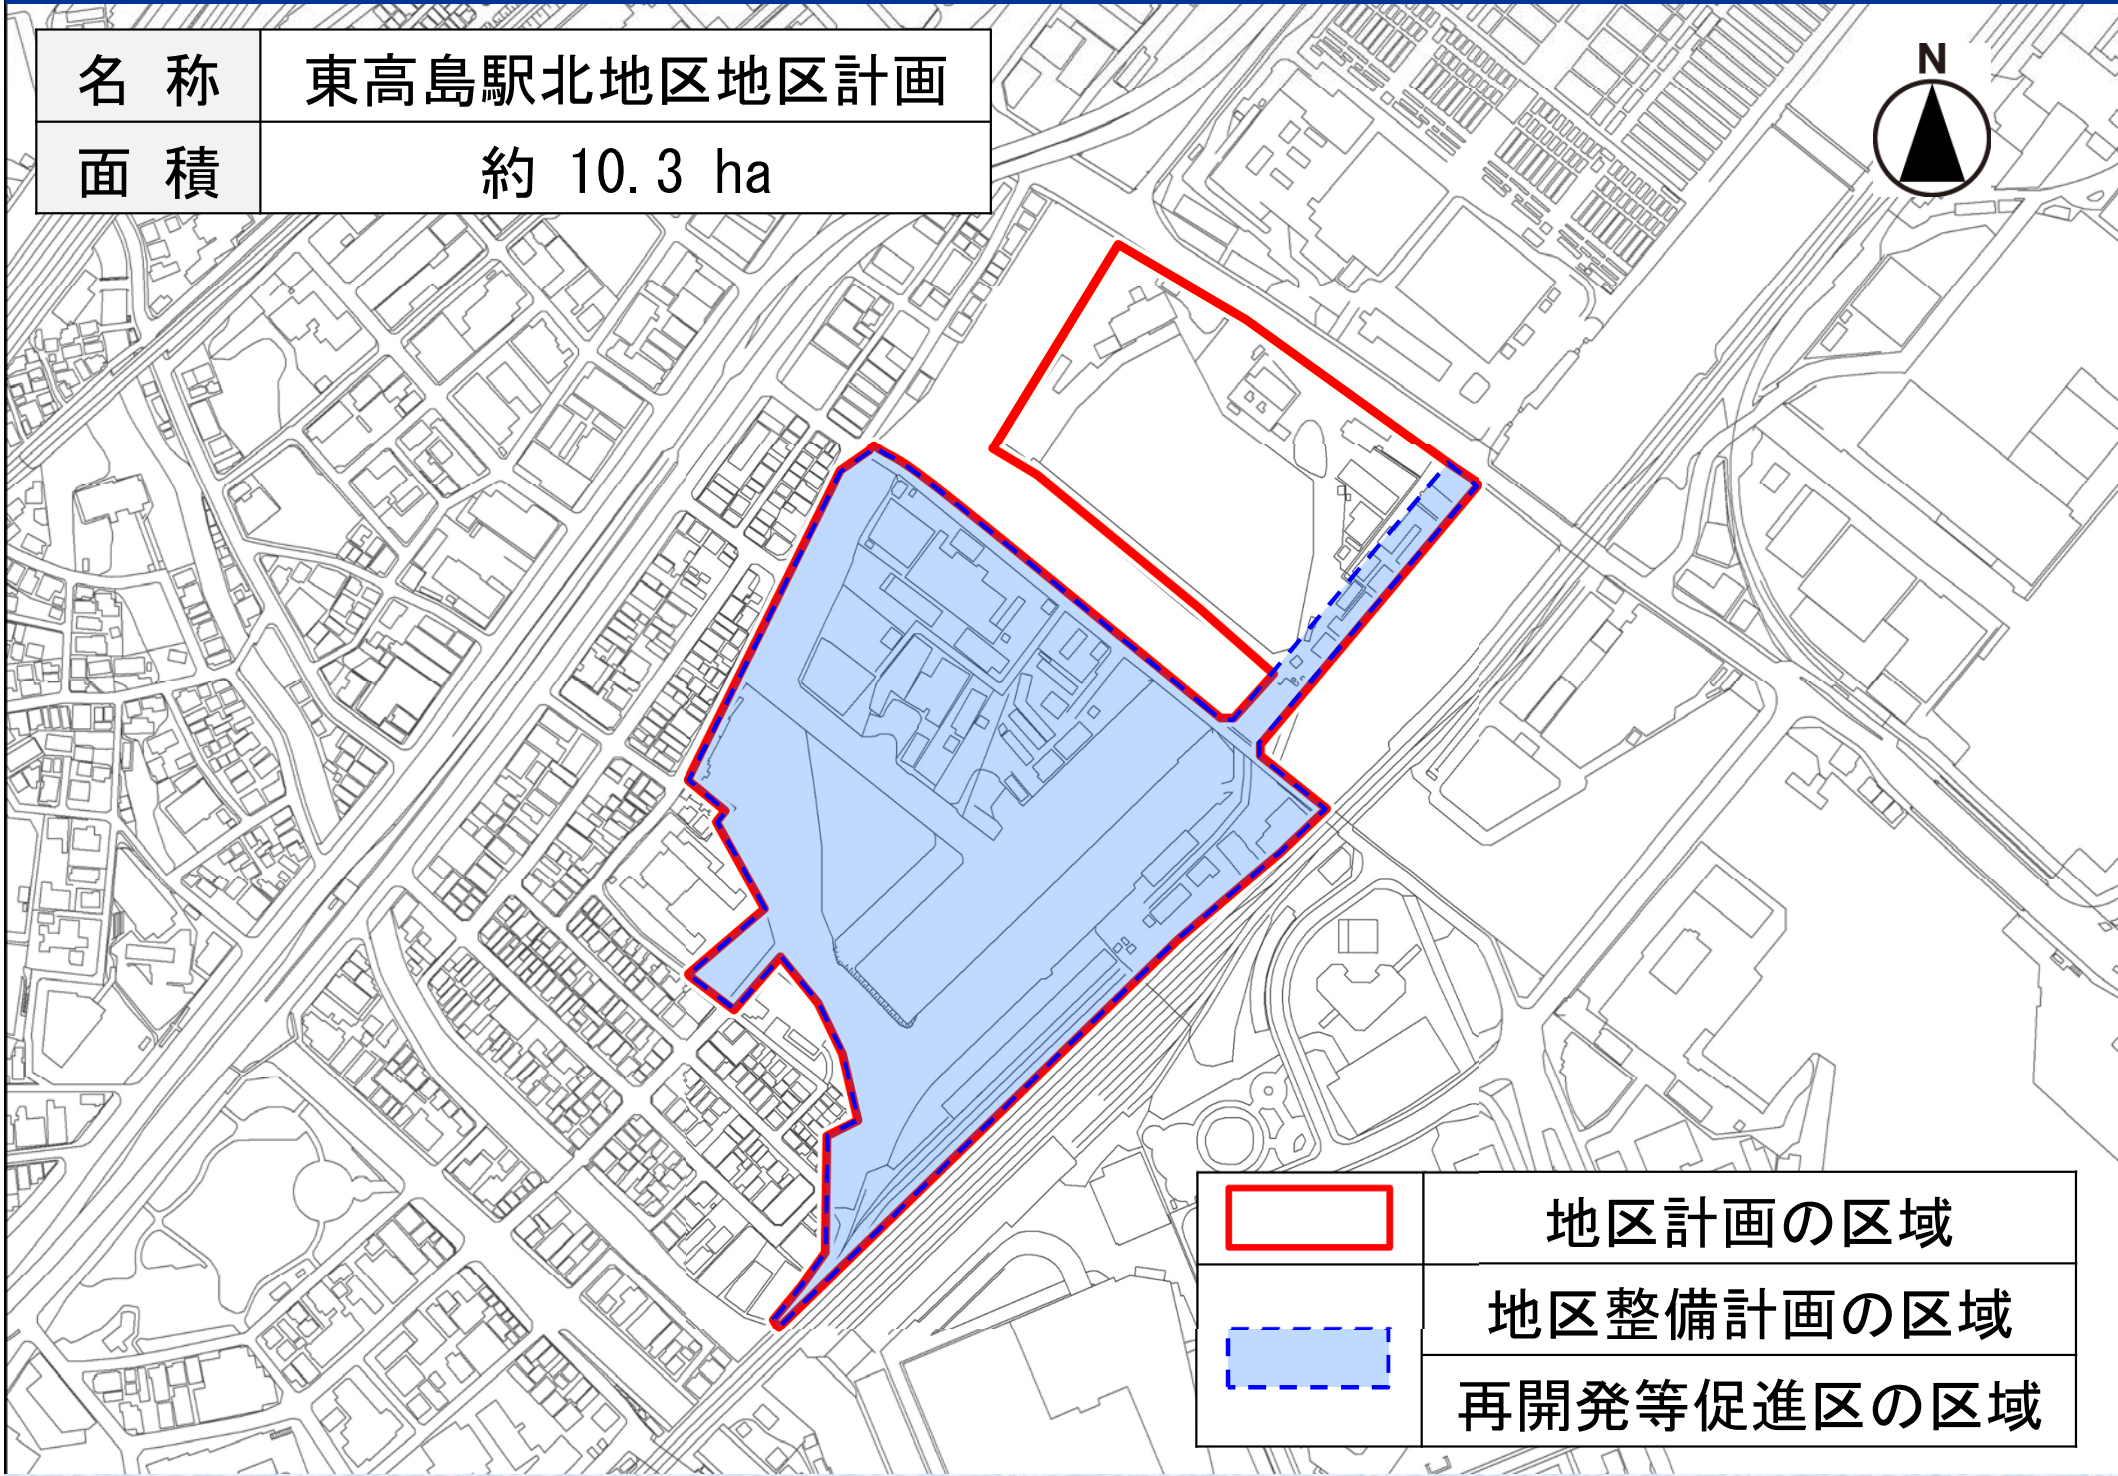 名 称 東高島駅北地区地区計画
面 積 約 10.3 ha
N
地区計画の区域
地区整備計画の区域
再開発等促進区の区域